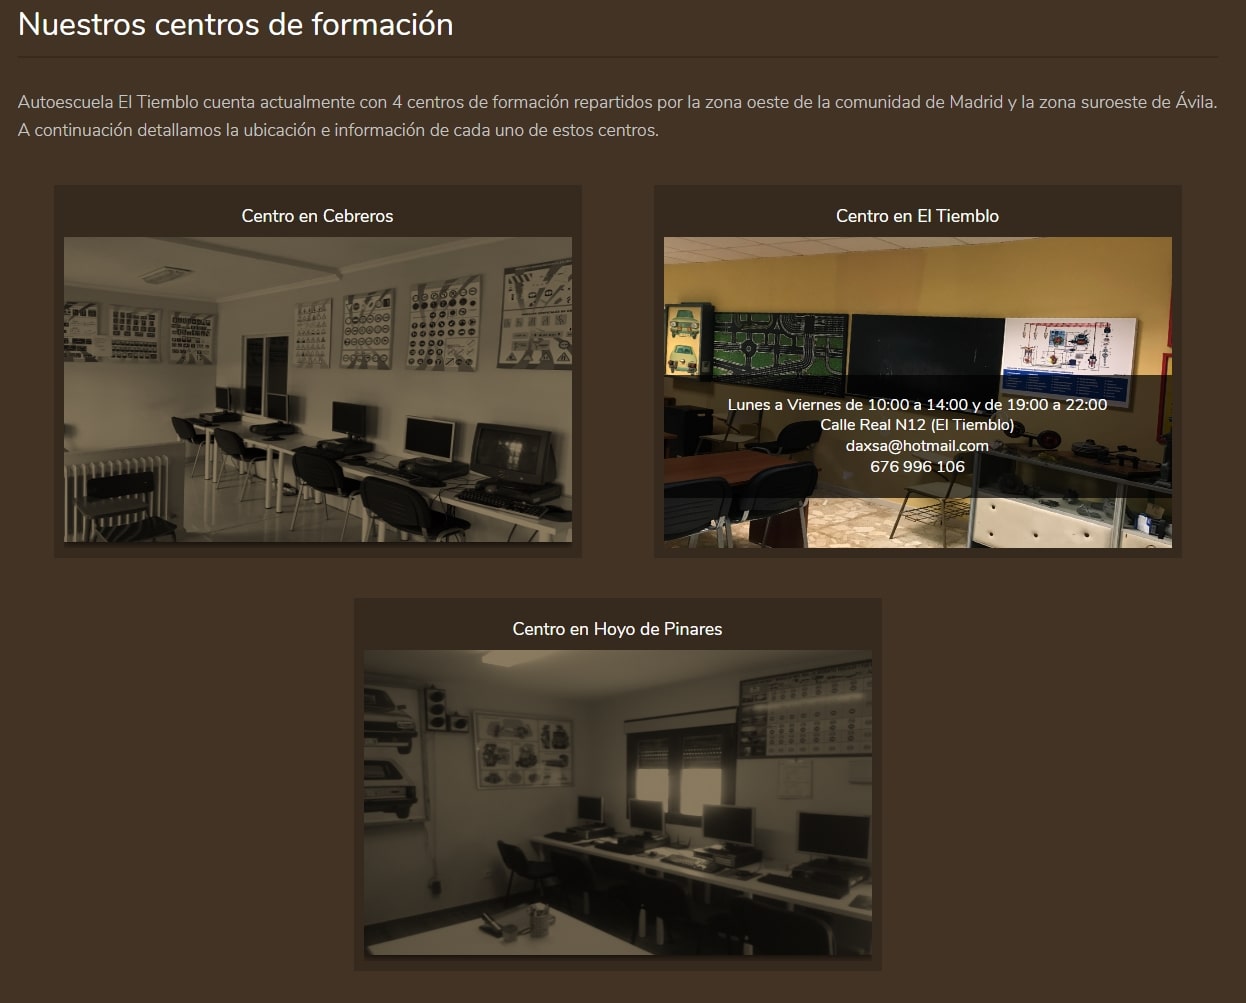 Nuestros centros de formación
Autoescuela El Tiemblo cuenta actualmente con 4 centros de formación repartidos por la zona oeste de la comunidad de Madrid y la zona suroeste de Ávila.
A continuación detallamos la ubicación e información de cada uno de estos centros.
Centro en Cebreros
Centro en El Tiemblo
Lunes a Viernes de 10:00 a 14:00 y de 19:00 a 22:00
Calle Real N12 (El Tiemblo)
daxsa@hotmail.com
676 996 106
Centro en Hoyo de Pinares